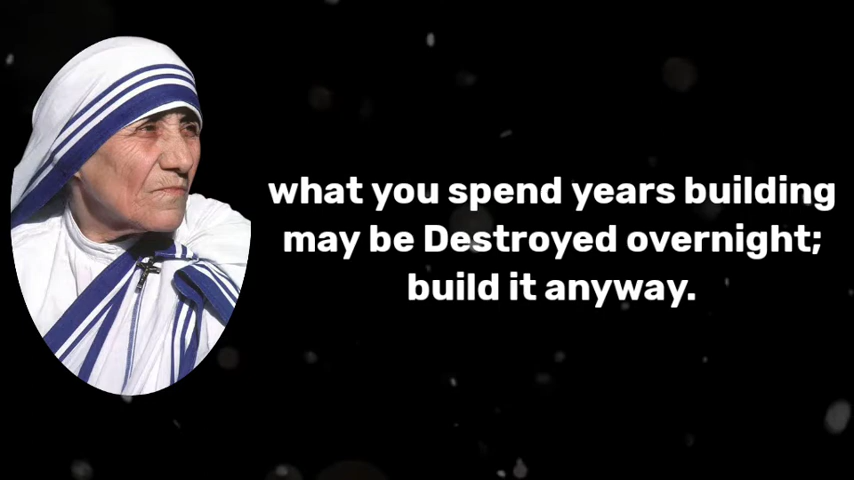 what you spend years building
may be Destroyed overnight;
build it anyway.